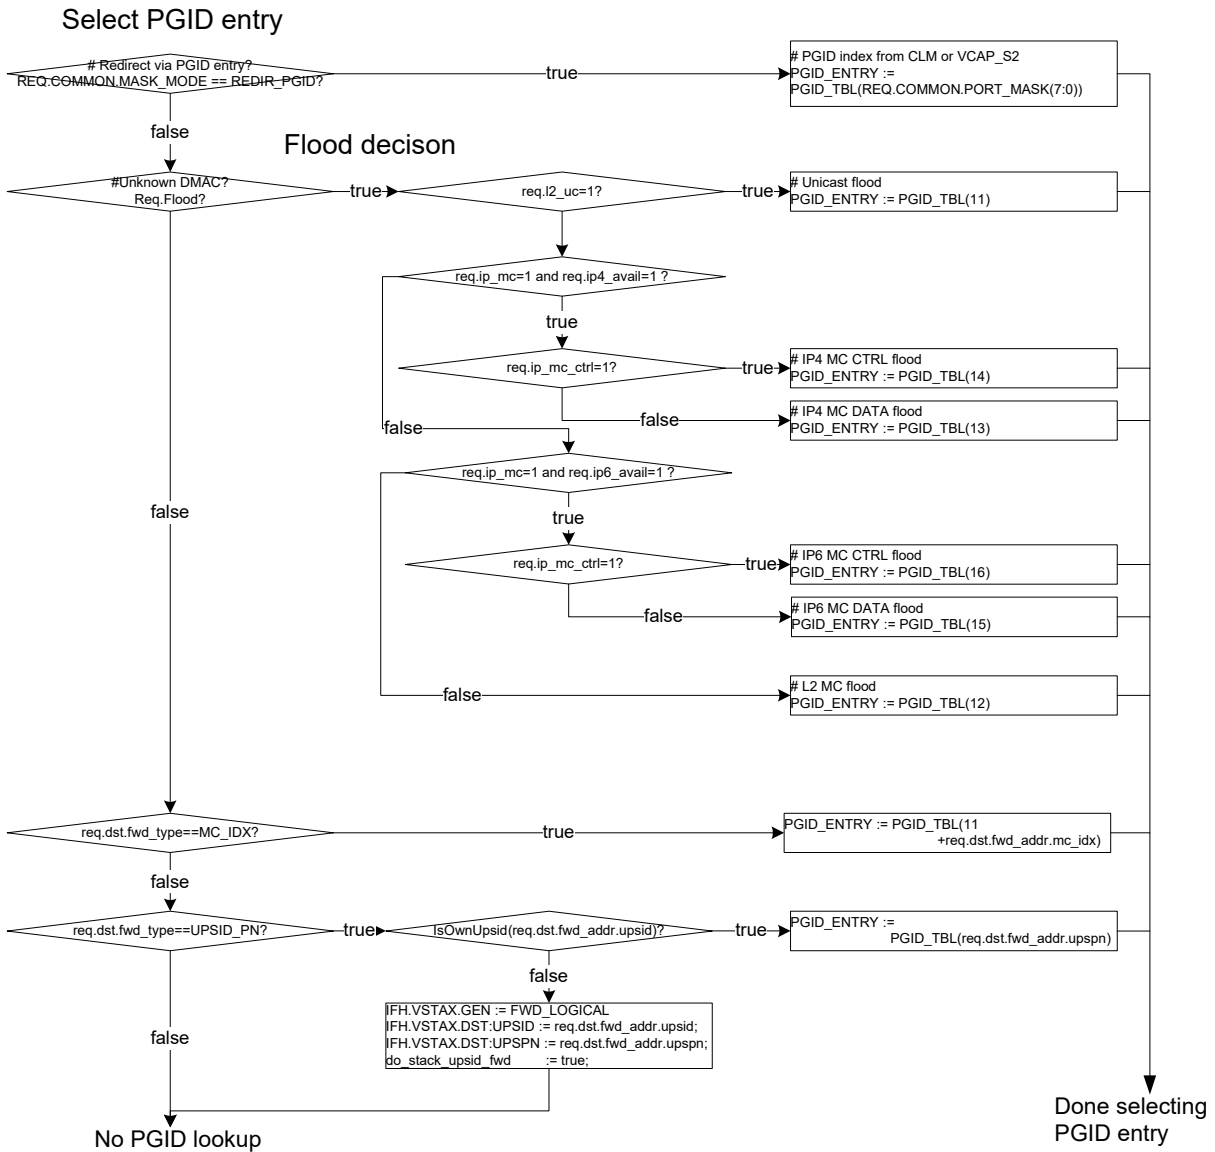 Select PGID entry
# Redirect via PGID entry?
REQ.COMMON.MASK_MODE == REDIR_PGID?
true
# PGID index from CLM or VCAP_S2
PGID_ENTRY :=
PGID_TBL(REQ.COMMON.PORT_MASK(7:0))
false
Flood decison
#Unknown DMAC?
Req.Flood?
true
req.l2_uc=1?
true
# Unicast flood
PGID_ENTRY := PGID_TBL(11)
req.ip_mc=1 and req.ip4_avail=1 ?
true
req.ip_mc_ctrl=1?
true
# IP4 MC CTRL flood
PGID_ENTRY := PGID_TBL(14)
false
# IP4 MC DATA flood
PGID_ENTRY := PGID_TBL(13)
false
req.ip_mc=1 and req.ip6_avail=1 ?
false
true
req.ip_mc_ctrl=1?
true
# IP6 MC CTRL flood
PGID_ENTRY := PGID_TBL(16)
false
# IP6 MC DATA flood
PGID_ENTRY := PGID_TBL(15)
false
# L2 MC flood
PGID_ENTRY := PGID_TBL(12)
req.dst.fwd_type==MC_IDX?
true
PGID_ENTRY := PGID_TBL(11
+req.dst.fwd_addr.mc_idx)
false
req.dst.fwd_type==UPSID_PN?
true
IsOwnUpsid(req.dst.fwd_addr.upsid)?
true
PGID_ENTRY :=
PGID_TBL(req.dst.fwd_addr.upspn)
false
false
IFH.VSTAX.GEN := FWD_LOGICAL
IFH.VSTAX.DST:UPSID := req.dst.fwd_addr.upsid;
IFH.VSTAX.DST:UPSPN := req.dst.fwd_addr.upspn;
do_stack_upsid_fwd := true;
No PGID lookup
Done selecting
PGID entry